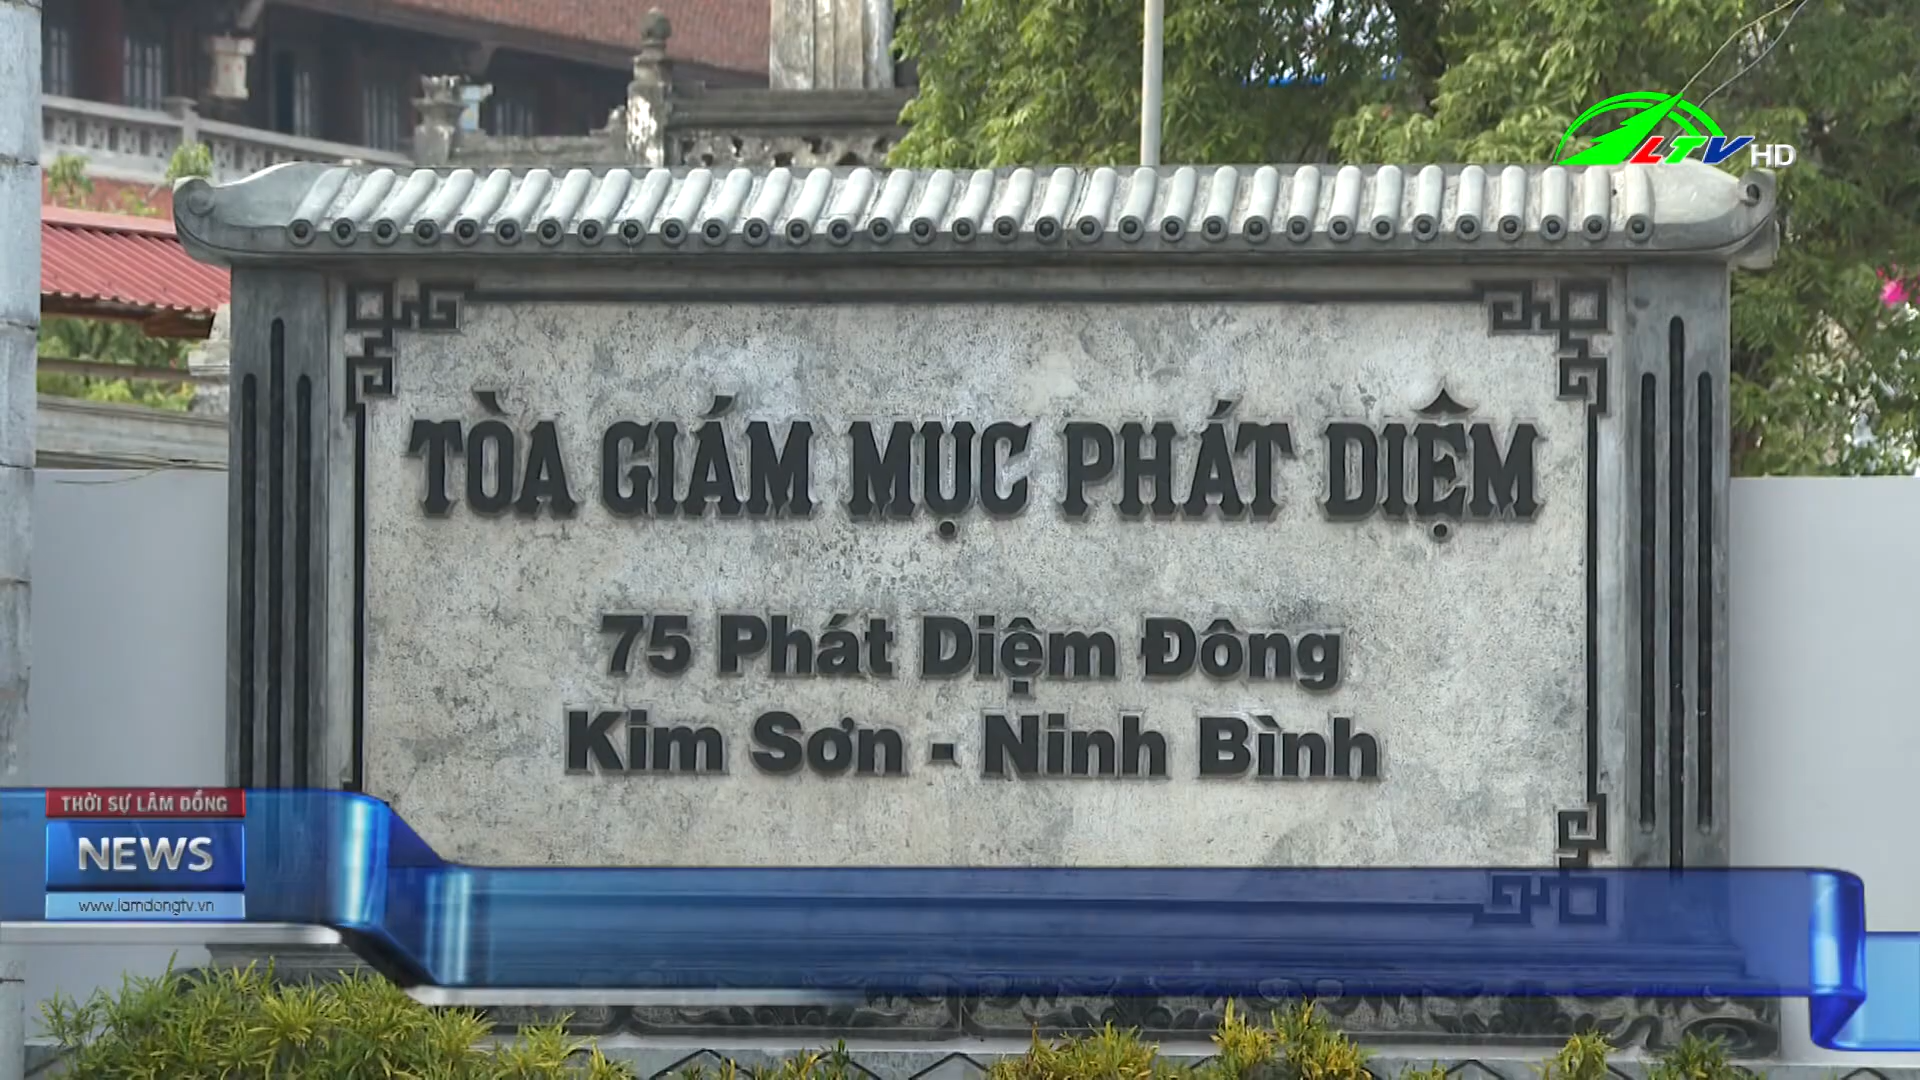 LTV HD
TÒA GIÁM MỤC PHÁT DIỆM
75 Phát Diệm Đông
Kim Sơn - Ninh Bình
THỜI SỰ LÂM ĐỒNG
NEWS
www.lamdongtv.vn